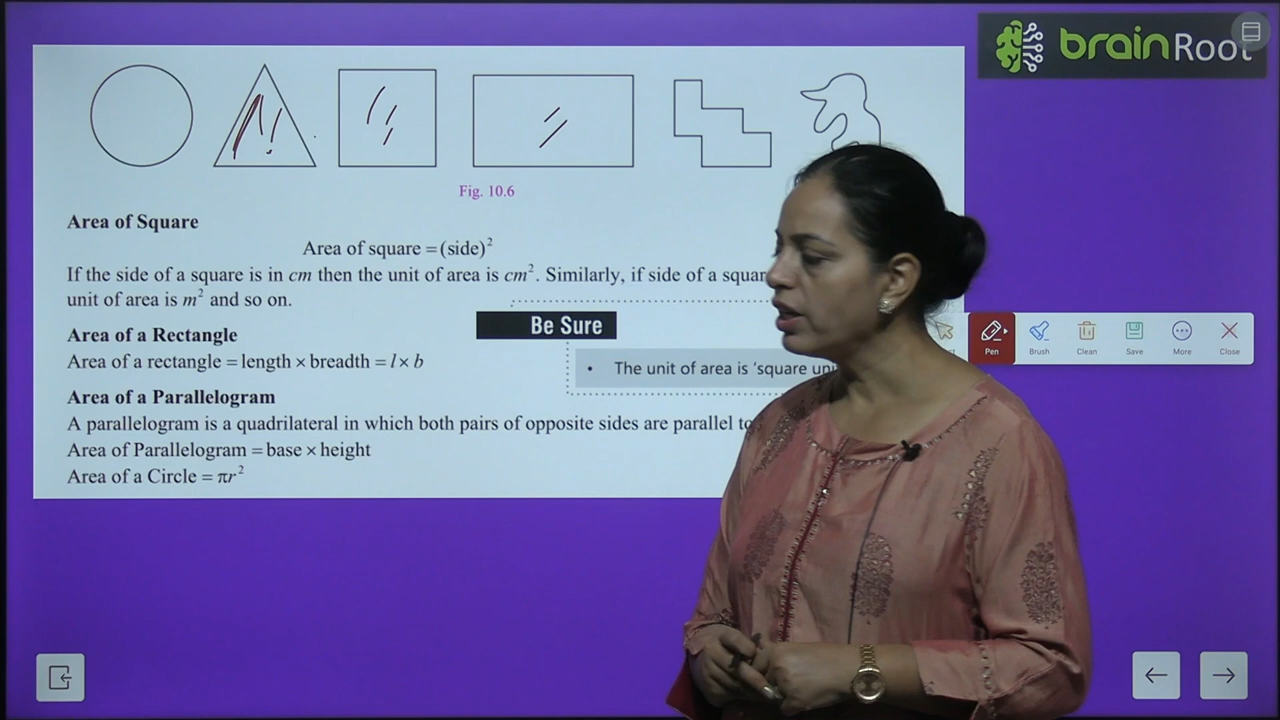 brainRoot
Fig. 10.6
Area of Square
Area of square = (side)²
If the side of a square is in cm then the unit of area is cm². Similarly, if side of a
unit of area is m² and so on.
Area of a Rectangle
Be Sure
Area of a rectangle = length × breadth = l × b
• The unit of area is 'square
Area of a Parallelogram
A parallelogram is a quadrilateral in which both pairs of opposite sides are parallel
Area of Parallelogram = base × height
Area of a Circle = πr²
Pen
Brush
Clean
Save
More
Close